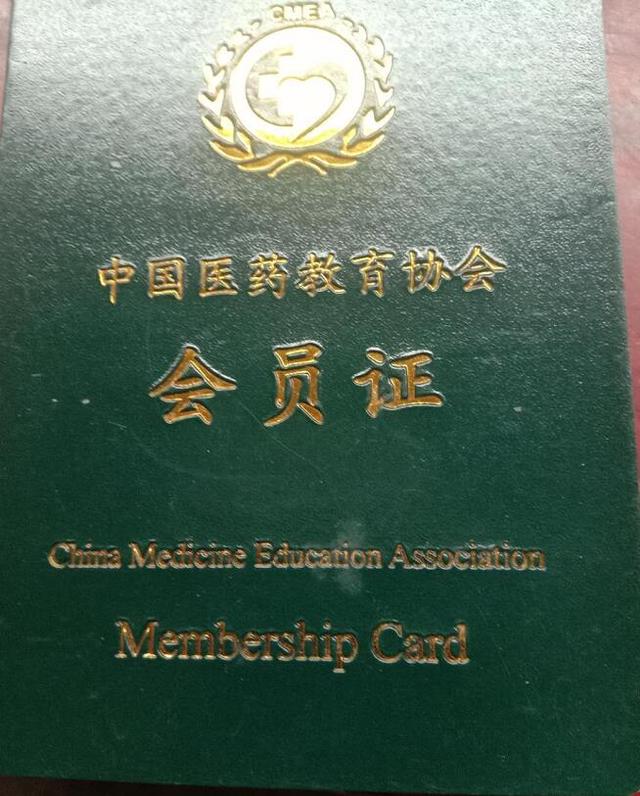 CMEA
中国医药教育协会
会员证
China Medicine Education Association
Membership Card